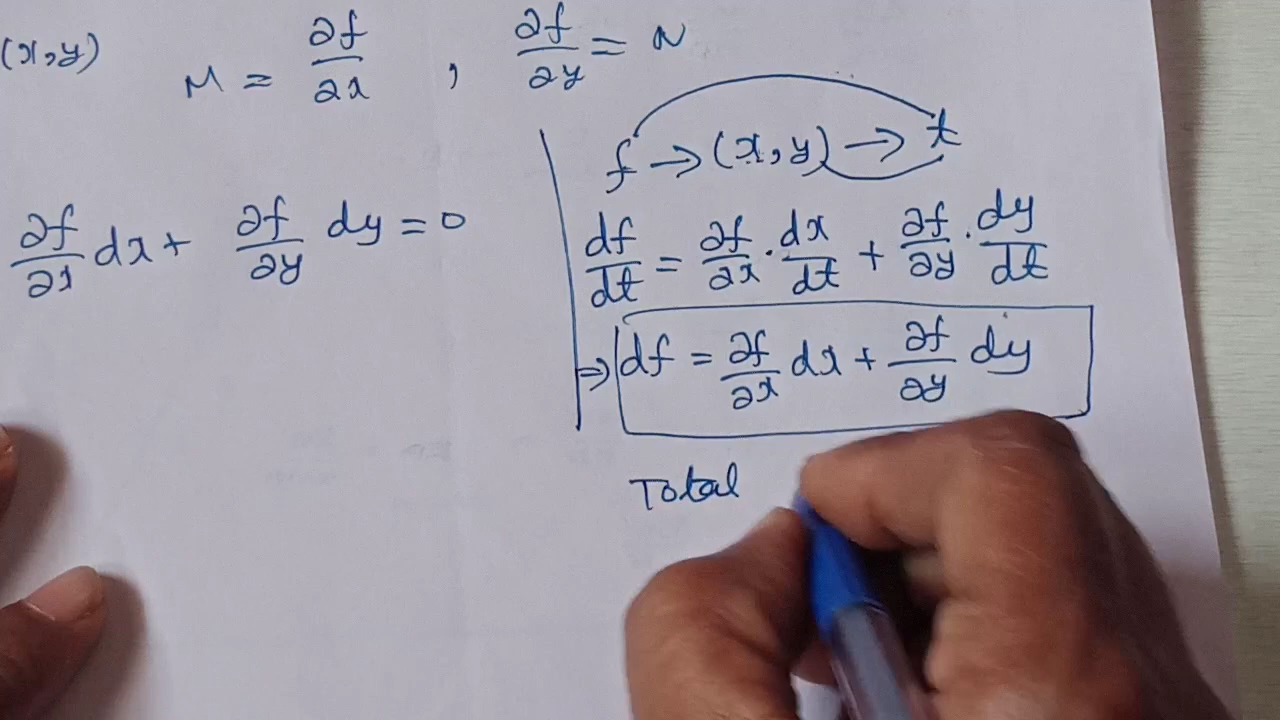 (x,y)
M = ∂f/∂x , ∂f/∂y = N
∂f/∂x dx + ∂f/∂y dy = 0
f → (x,y) → t
df/dt = ∂f/∂x · dx/dt + ∂f/∂y · dy/dt
⇒ df = ∂f/∂x dx + ∂f/∂y dy
Total